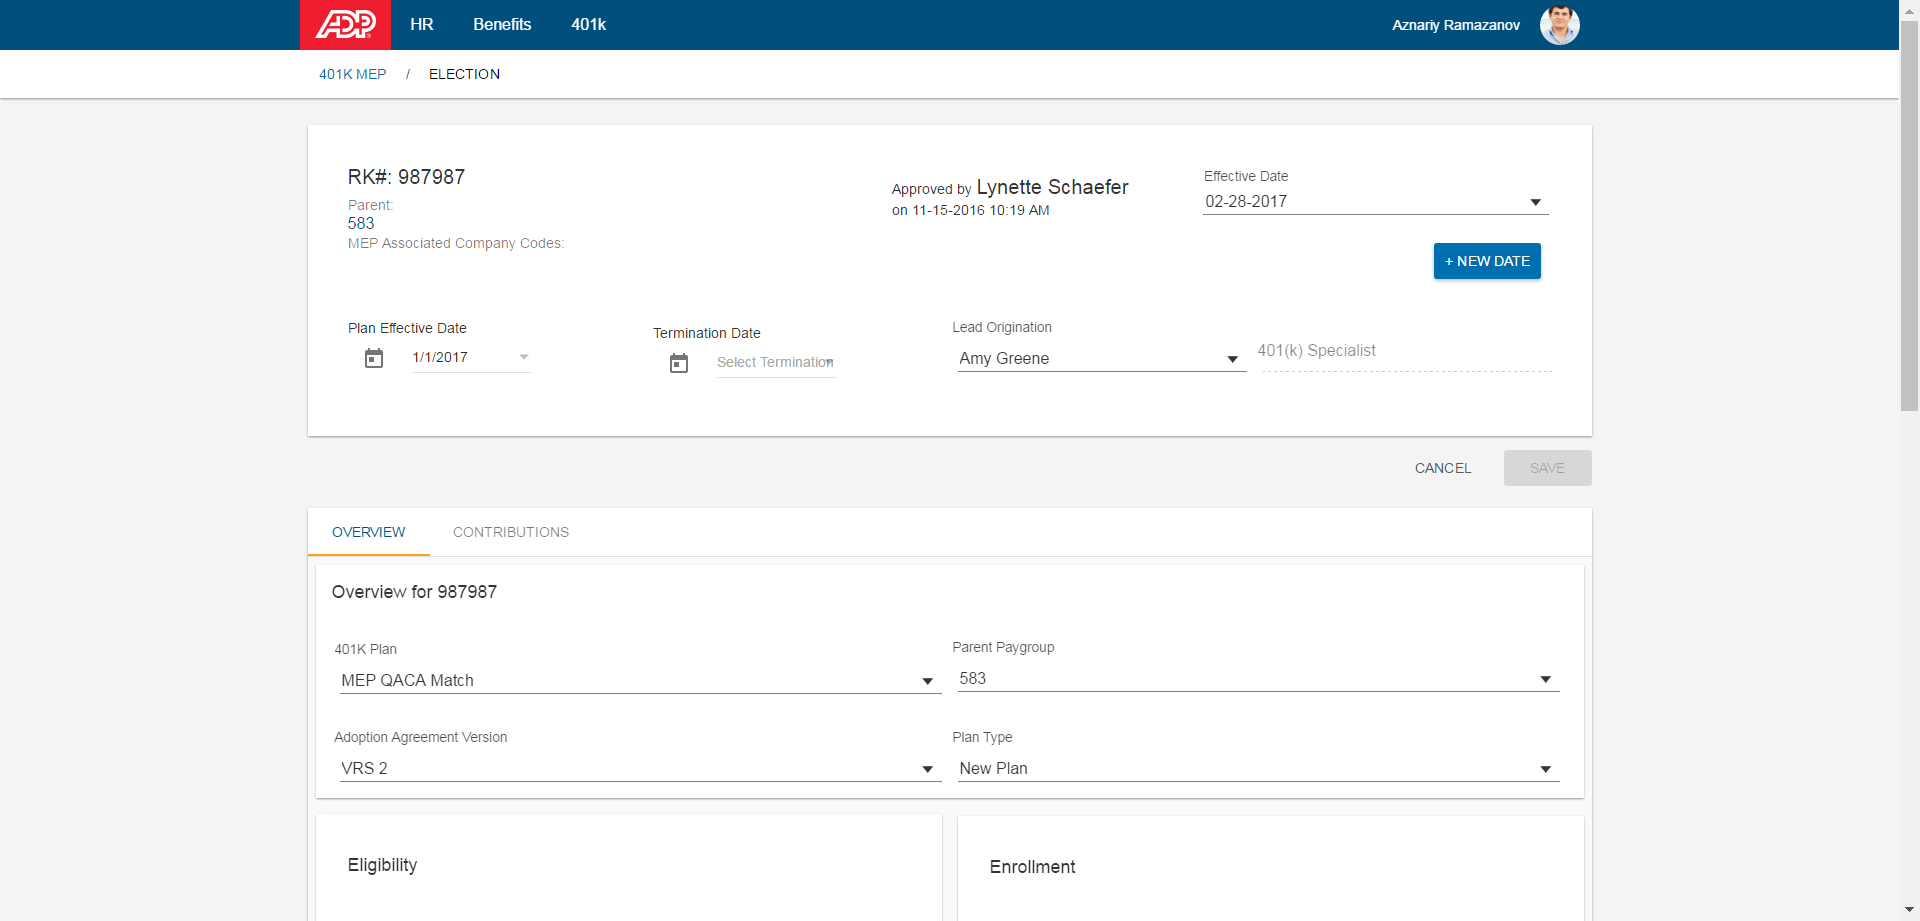 ADP HR Benefits 401k Aznariy Ramazanov
401K MEP / ELECTION
RK#: 987987
Parent:
583
MEP Associated Company Codes:
Approved by Lynette Schaefer
on 11-15-2016 10:19 AM
Effective Date
02-28-2017
+ NEW DATE
Plan Effective Date
1/1/2017
Termination Date
Select Termination
Lead Origination
Amy Greene
401(k) Specialist
CANCEL SAVE
OVERVIEW CONTRIBUTIONS
Overview for 987987
401K Plan
MEP QACA Match
Parent Paygroup
583
Adoption Agreement Version
VRS 2
Plan Type
New Plan
Eligibility
Enrollment